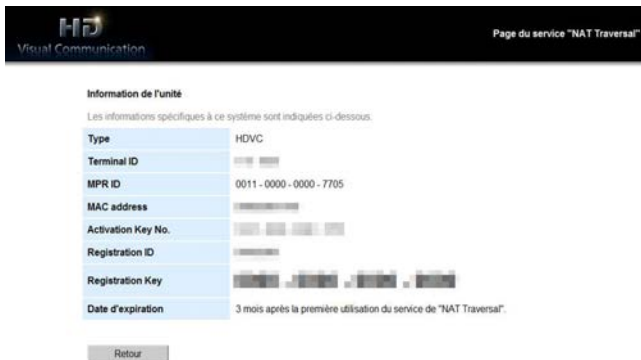 HD
Visual Communication
Page du service "NAT Traversal"
Information de l'unité
Les informations spécifiques à ce système sont indiquées ci-dessous.
Type HDVC
Terminal ID
MPR ID 0011 - 0000 - 0000 - 7705
MAC address
Activation Key No.
Registration ID
Registration Key
Date d'expiration 3 mois après la première utilisation du service de "NAT Traversal".
Retour